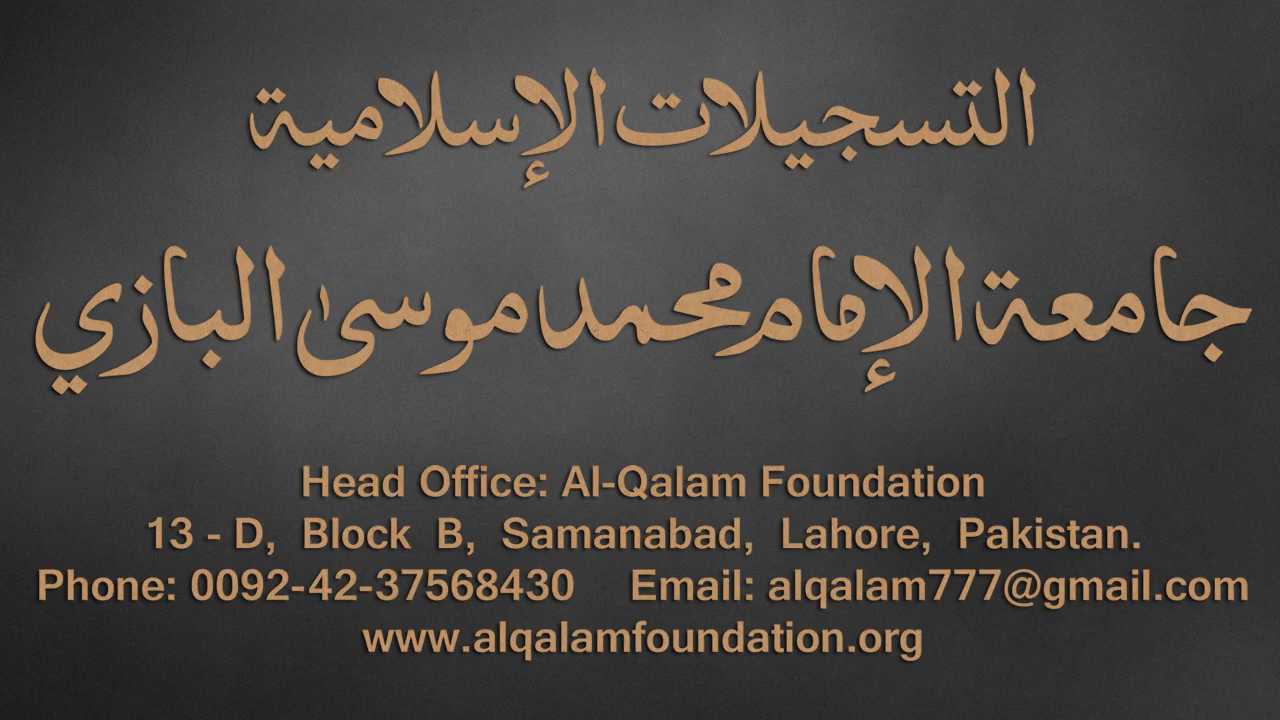 التسجيلات الإسلامية
جامعة الإمام محمد موسىٰ البازي
Head Office: Al-Qalam Foundation
13 - D, Block B, Samanabad, Lahore, Pakistan.
Phone: 0092-42-37568430 Email: alqalam777@gmail.com
www.alqalamfoundation.org